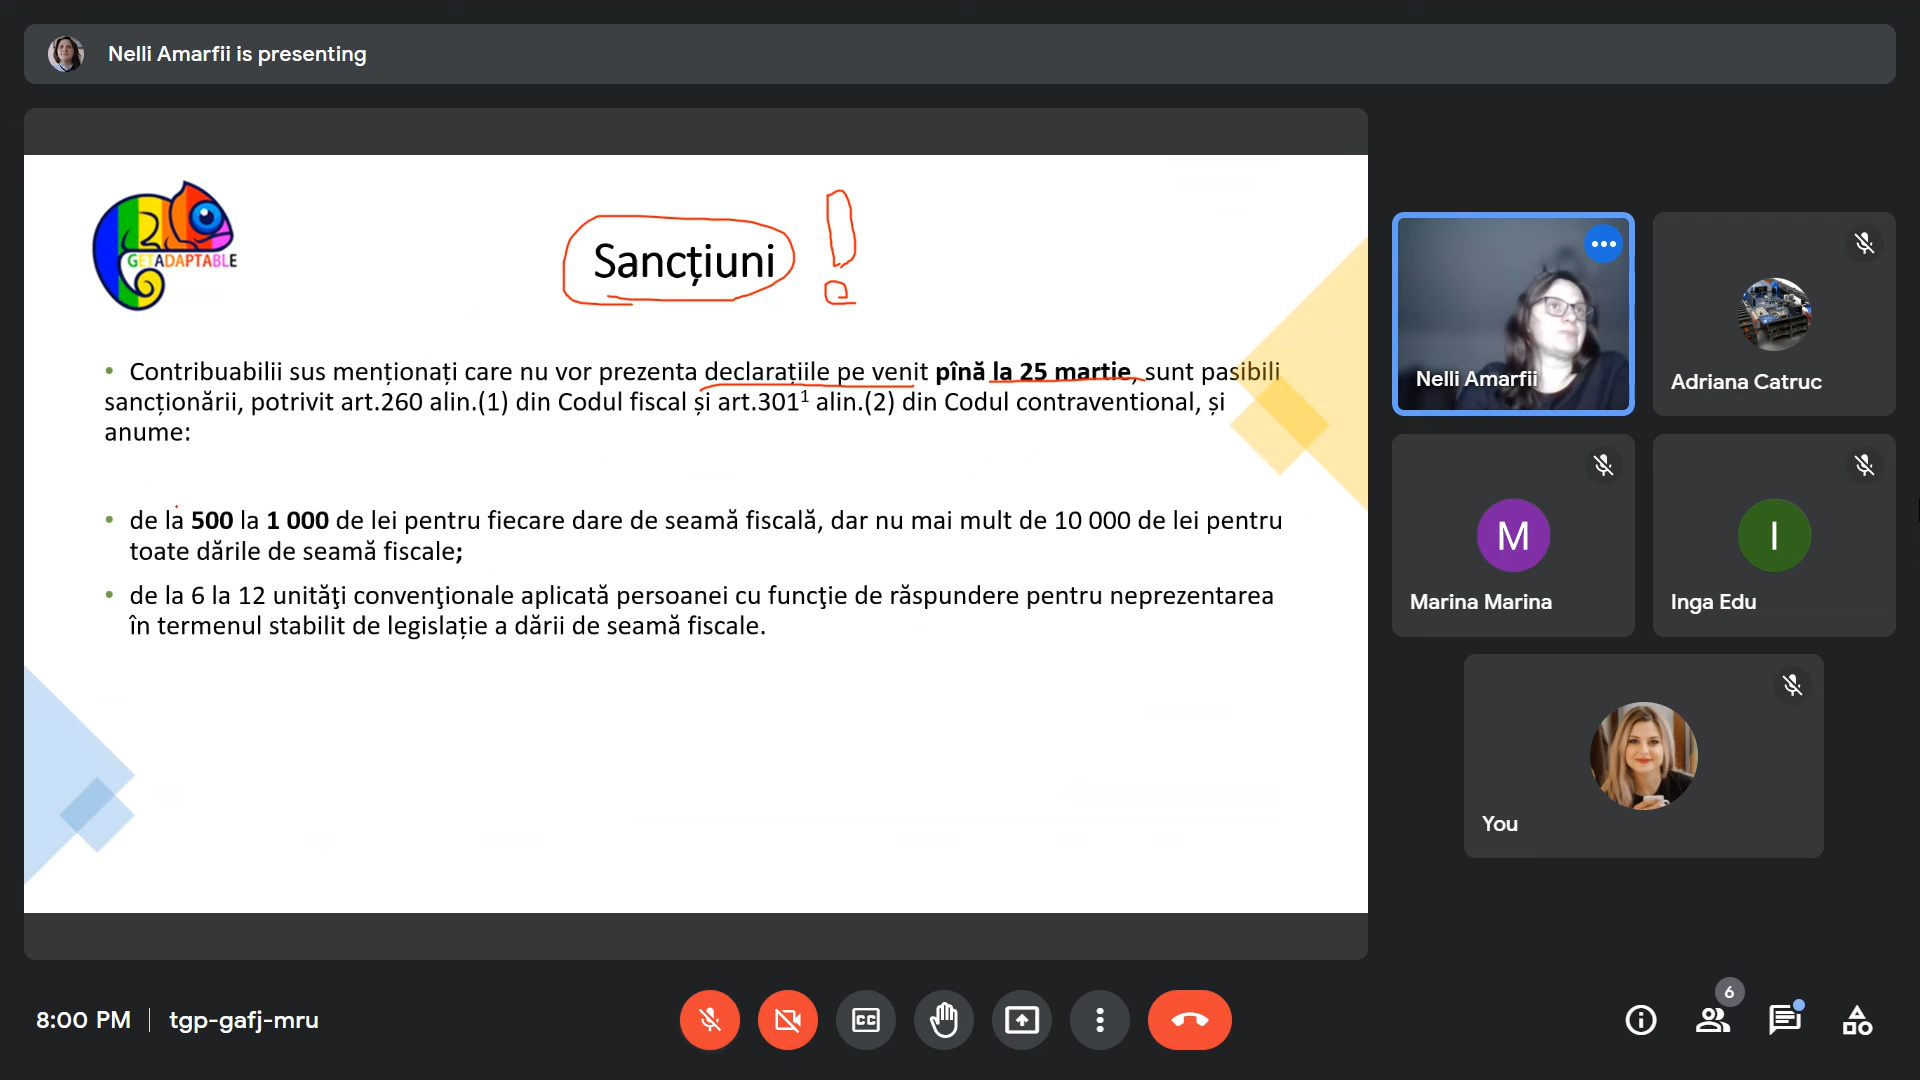 Nelli Amarfii is presenting
GETADAPTABLE
Sancțiuni
• Contribuabilii sus menționați care nu vor prezenta declarațiile pe venit pînă la 25 martie, sunt pasibili
sancționării, potrivit art.260 alin.(1) din Codul fiscal și art.301¹ alin.(2) din Codul contraventional, și
anume:
• de la 500 la 1 000 de lei pentru fiecare dare de seamă fiscală, dar nu mai mult de 10 000 de lei pentru
toate dările de seamă fiscale;
• de la 6 la 12 unităţi convenţionale aplicată persoanei cu funcţie de răspundere pentru neprezentarea
în termenul stabilit de legislație a dării de seamă fiscale.
Nelli Amarfii
Adriana Catruc
M
Marina Marina
I
Inga Edu
You
8:00 PM | tgp-gafj-mru
CC
6